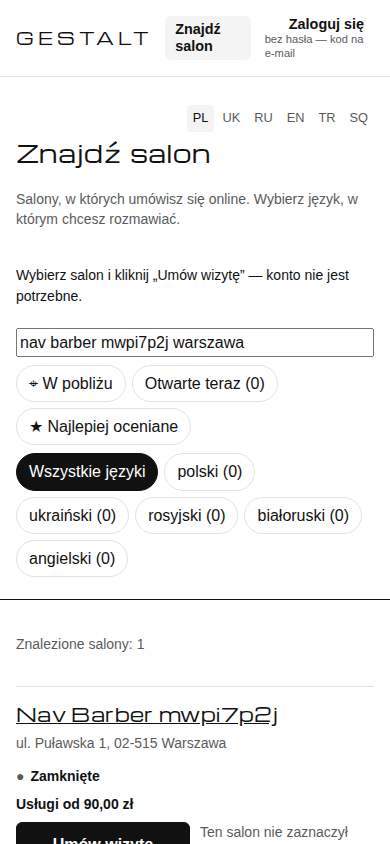 GESTALT
Znajdź salon
Zaloguj się
bez hasła — kod na e-mail
PL UK RU EN TR SQ
Znajdź salon
Salony, w których umówisz się online. Wybierz język, w
którym chcesz rozmawiać.
Wybierz salon i kliknij „Umów wizytę” — konto nie jest
potrzebne.
nav barber mwpi7p2j warszawa
⌖ W pobliżu
Otwarte teraz (0)
★ Najlepiej oceniane
Wszystkie języki
polski (0)
ukraiński (0)
rosyjski (0)
białoruski (0)
angielski (0)
Znalezione salony: 1
Nav Barber mwpi7p2j
ul. Puławska 1, 02-515 Warszawa
● Zamknięte
Usługi od 90,00 zł
Umów wizytę
Ten salon nie zaznaczył